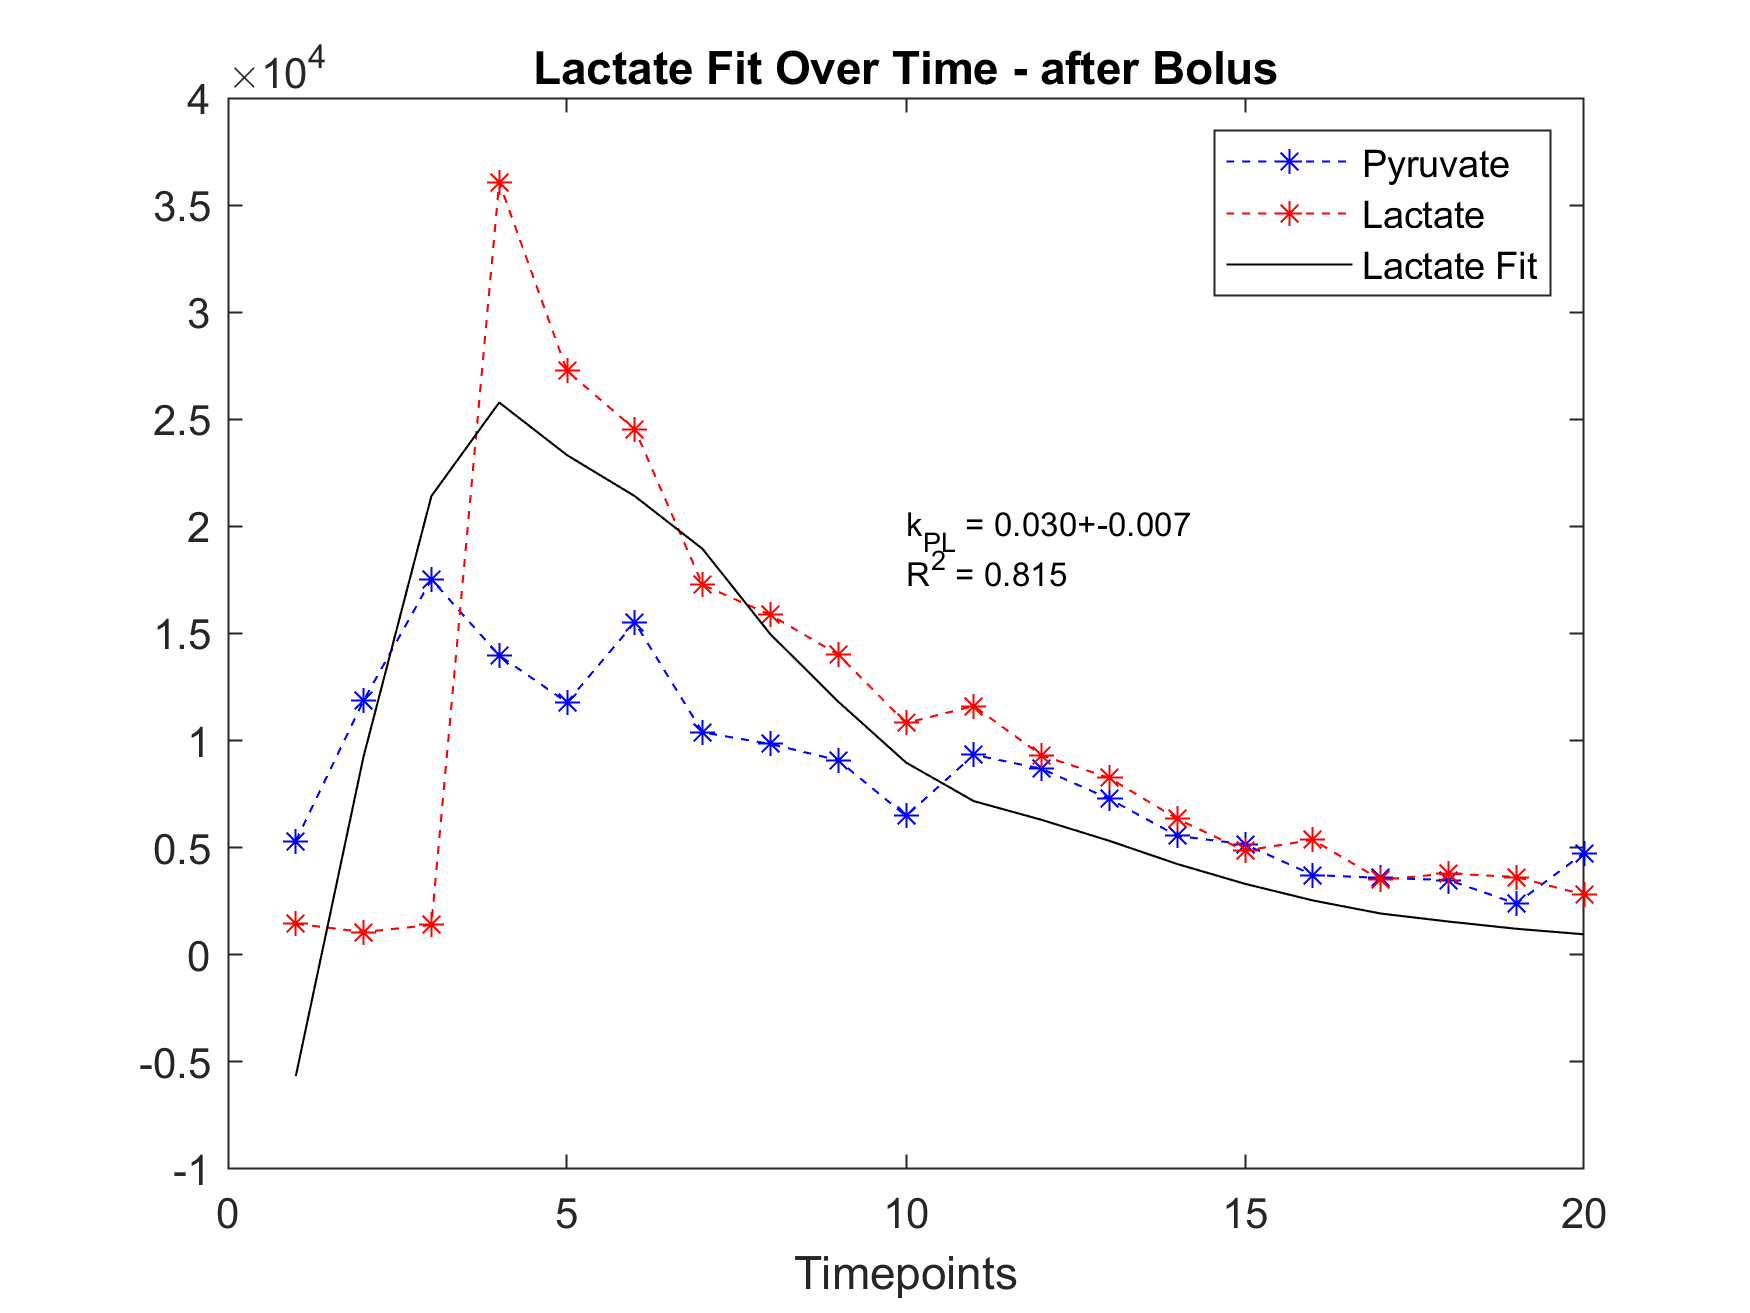 ×10^4
Lactate Fit Over Time - after Bolus
4
3.5
3
2.5
2
1.5
1
0.5
0
-0.5
-1
Pyruvate
Lactate
Lactate Fit
k_PL = 0.030+-0.007
R^2 = 0.815
0 5 10 15 20
Timepoints